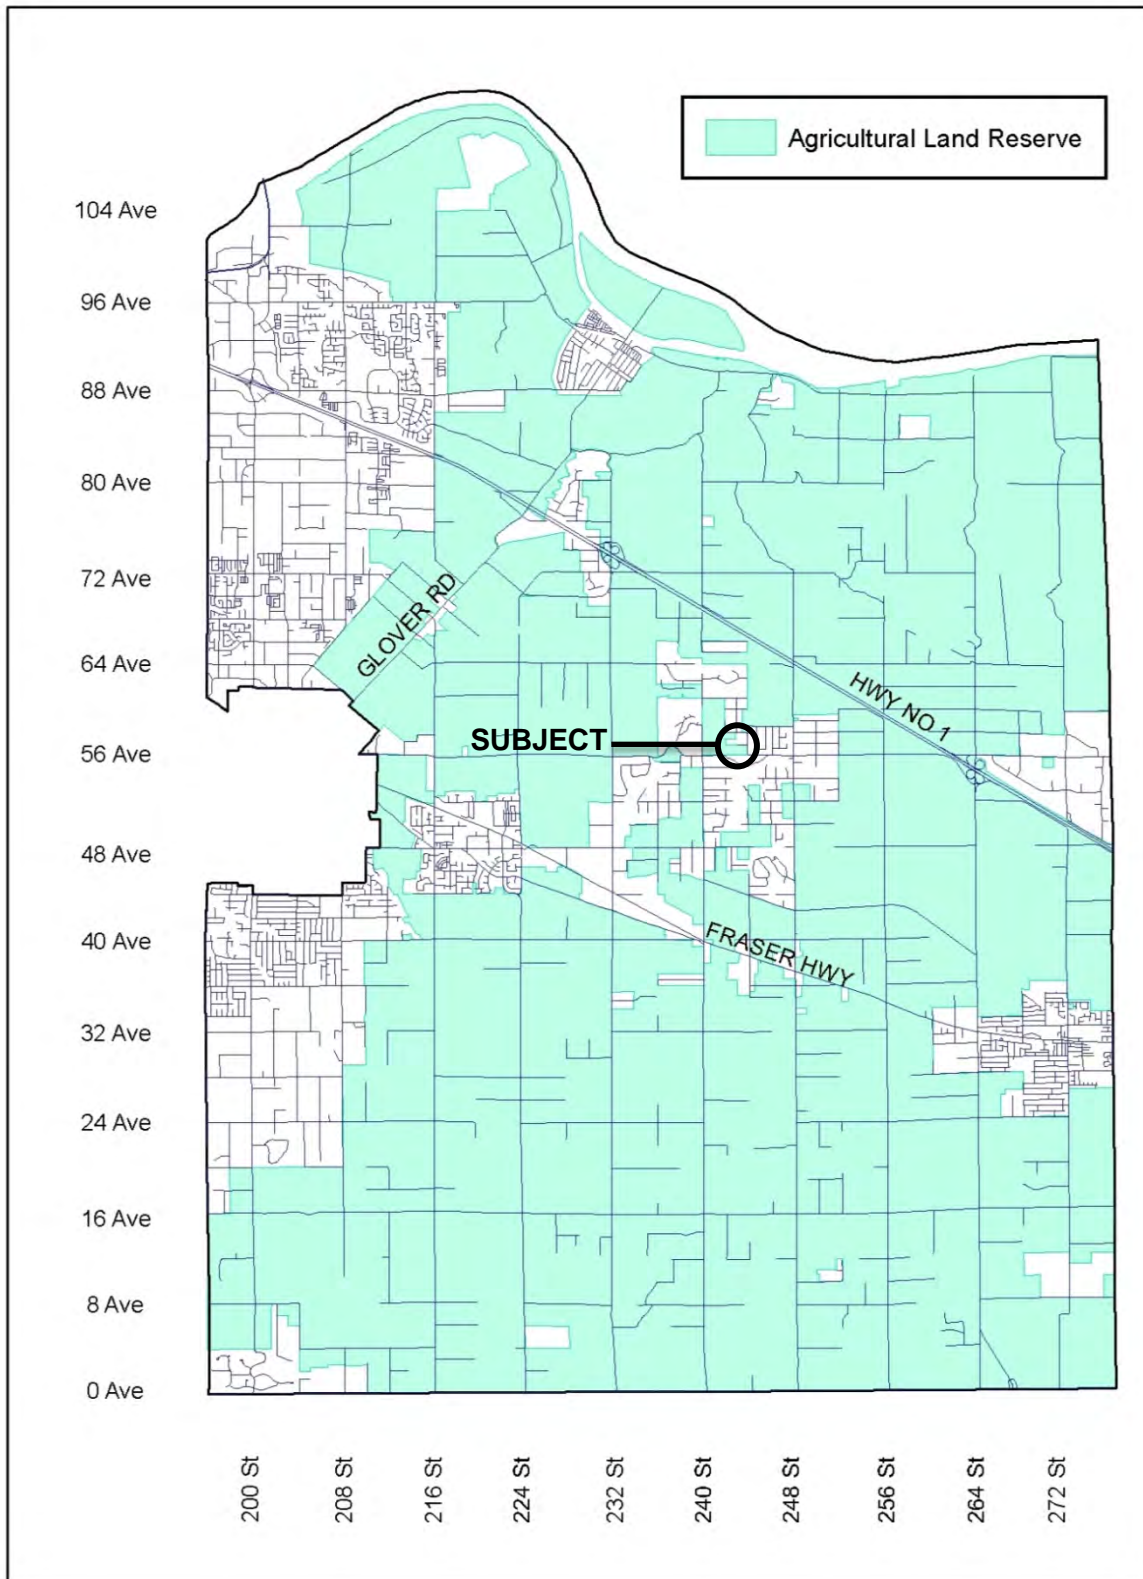 Agricultural Land Reserve
104 Ave
96 Ave
88 Ave
80 Ave
72 Ave
GLOVER RD
64 Ave
HWY NO 1
SUBJECT
56 Ave
48 Ave
40 Ave
FRASER HWY
32 Ave
24 Ave
16 Ave
8 Ave
0 Ave
200 St
208 St
216 St
224 St
232 St
240 St
248 St
256 St
264 St
272 St